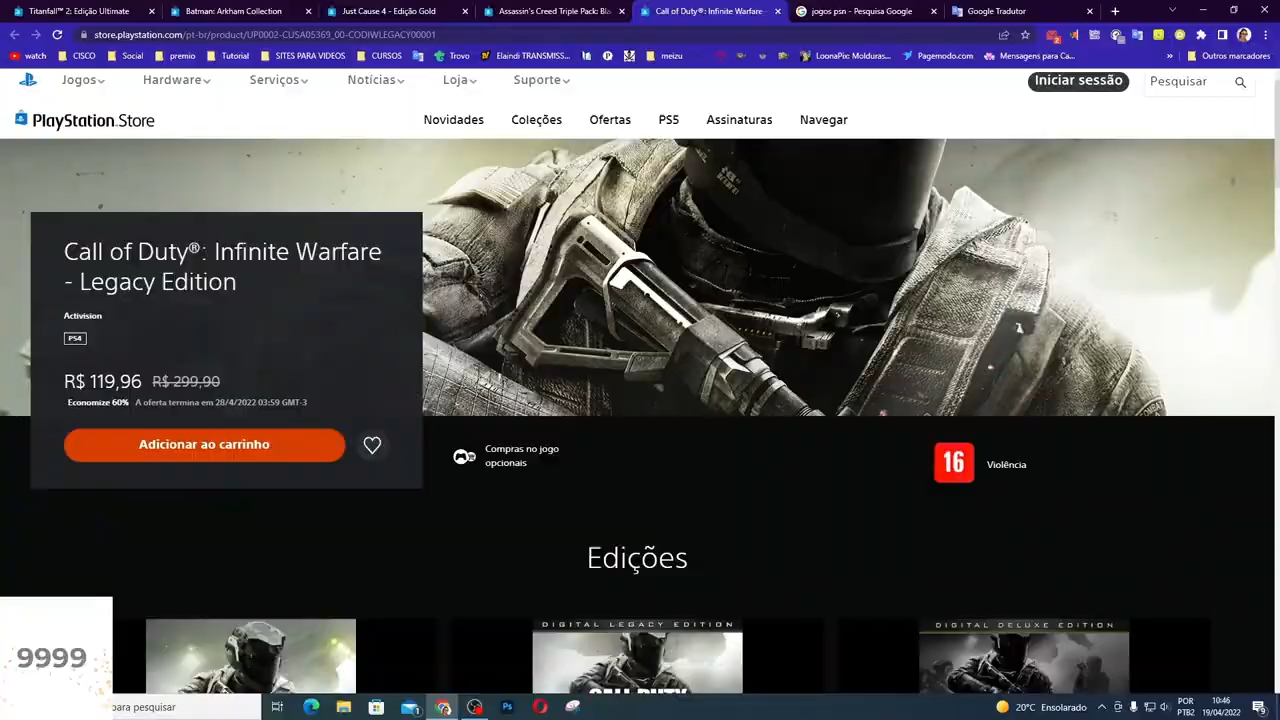 Titanfall™ 2: Edição Ultimate
Batman: Arkham Collection
Just Cause 4 - Edição Gold
Assassin's Creed Triple Pack: Bla
Call of Duty®: Infinite Warfare
jogos psn - Pesquisa Google
Google Tradutor
store.playstation.com/pt-br/product/UP0002-CUSA05369_00-CODIWLEGACY00001
watch
CISCO
Social
premio
Tutorial
SITES PARA VIDEOS
CURSOS
Trovo
Elaindi TRANSMISS...
meizu
LoonaPic Molduras...
Pagemodo.com
Mensagens para Ca...
»
Outros marcadores
Jogos
Hardware
Serviços
Notícias
Loja
Suporte
Iniciar sessão
Pesquisar
PlayStation.Store
Novidades
Coleções
Ofertas
PS5
Assinaturas
Navegar
Call of Duty®: Infinite Warfare
- Legacy Edition
Activision
PS4
R$ 119,96 R$ 299,90
Economize 60% A oferta termina em 28/4/2022 03:59 GMT-3
Adicionar ao carrinho
Compras no jogo
opcionais
16
Violência
Edições
DIGITAL LEGACY EDITION
DIGITAL DELUXE EDITION
CALL DUTY
9999
para pesquisar
20°C Ensolarado
POR
PTB2
10:46
19/04/2022